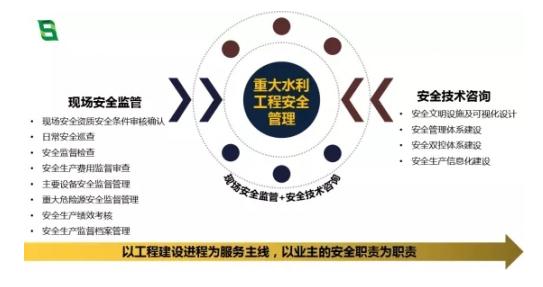 重大水利
工程安全
管理
现场安全监管
现场安全资质安全条件审核确认
日常安全巡查
安全监督检查
安全生产费用监督审查
主要设备安全监督管理
重大危险源安全监督管理
安全生产绩效考核
安全生产监督档案管理
安全技术咨询
安全文明设施及可视化设计
安全管理体系建设
安全双控体系建设
安全生产信息化建设
现场安全监管+安全技术咨询
以工程建设进程为服务主线，以业主的安全职责为职责